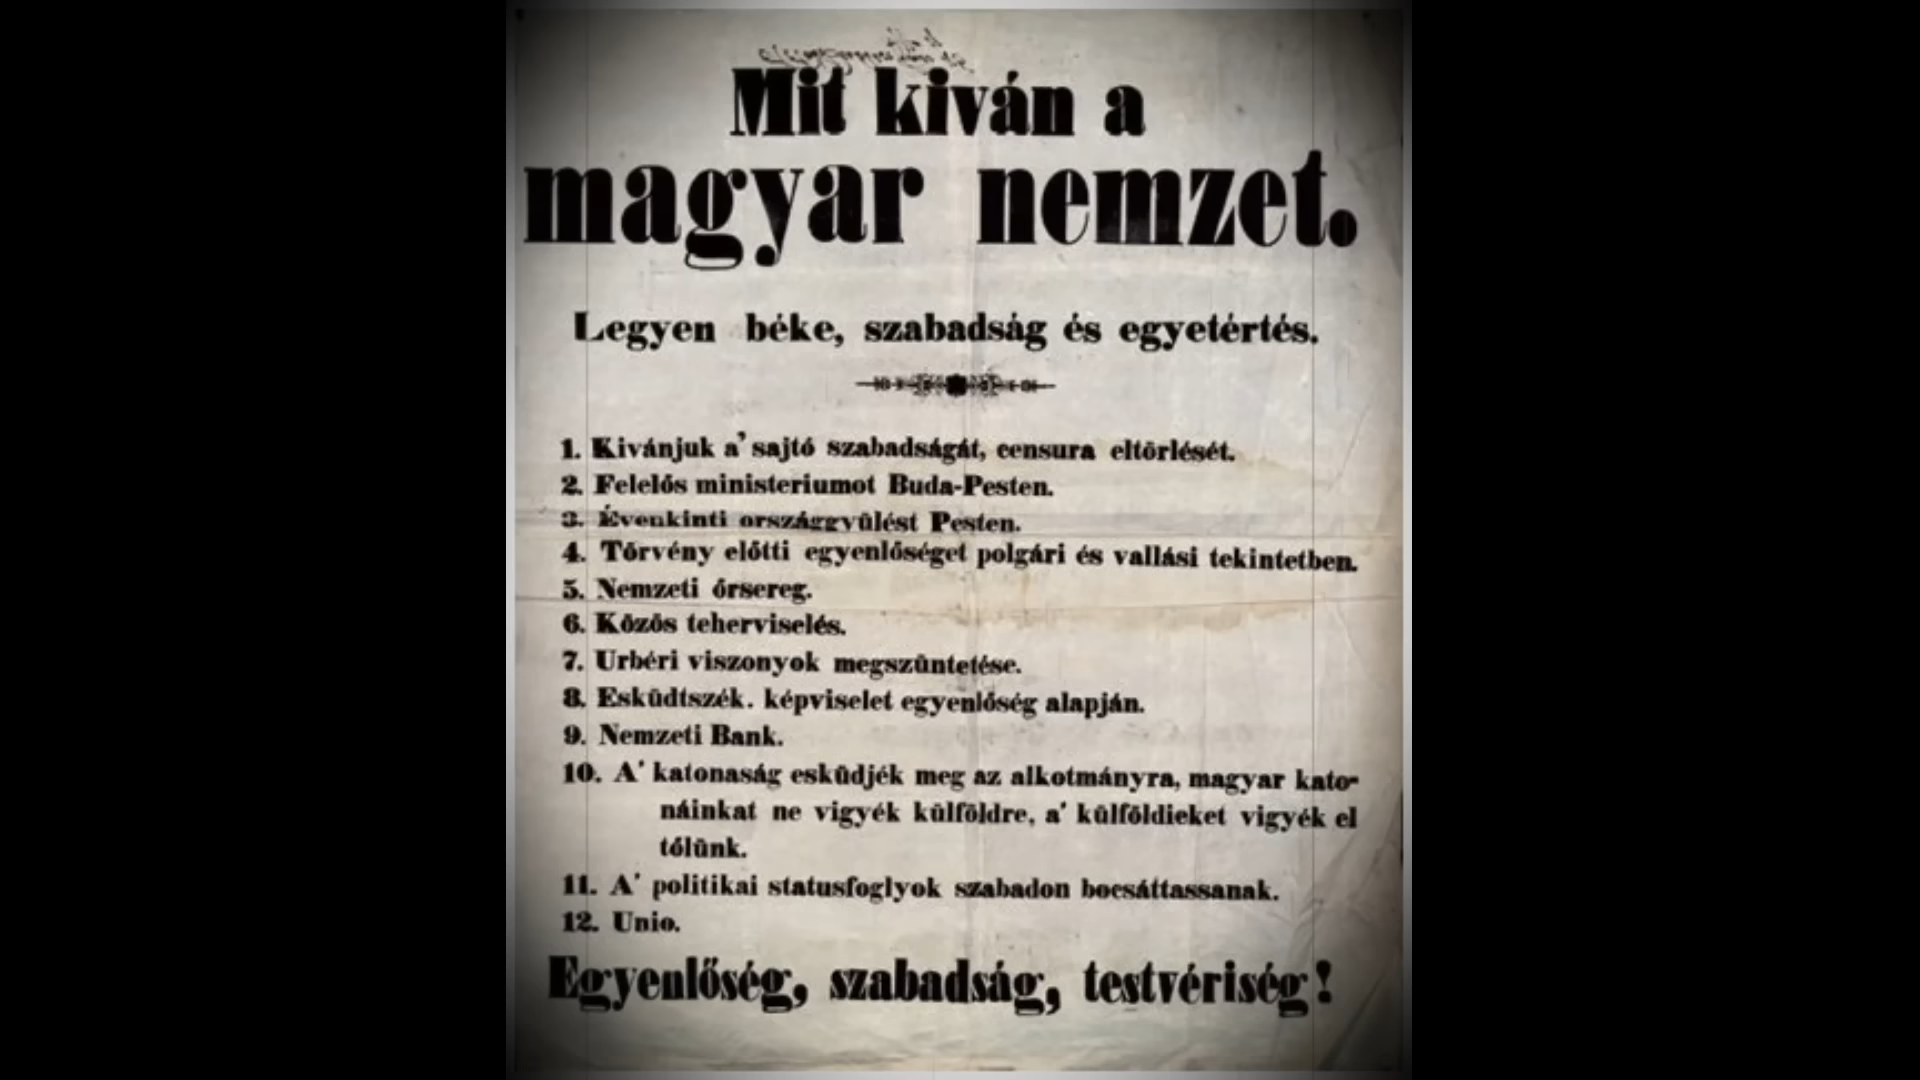 Mit kiván a
magyar nemzet.
Legyen béke, szabadság és egyetértés.
1. Kivánjuk a' sajtó szabadságát, censura eltörlését.
2. Felelős ministeriumot Buda-Pesten.
3. Évenkinti országgyűlést Pesten.
4. Törvény előtti egyenlőséget polgári és vallási tekintetben.
5. Nemzeti őrsereg.
6. Közös teherviselés.
7. Urbéri viszonyok megszüntetése.
8. Esküdtszék. képviselet egyenlőség alapján.
9. Nemzeti Bank.
10. A' katonaság esküdjék meg az alkotmányra, magyar kato-
náinkat ne vigyék külföldre, a' külföldieket vigyék el
tőlünk.
11. A' politikai statusfoglyok szabadon bocsáttassanak.
12. Unio.
Egyenlőség, szabadság, testvériség!